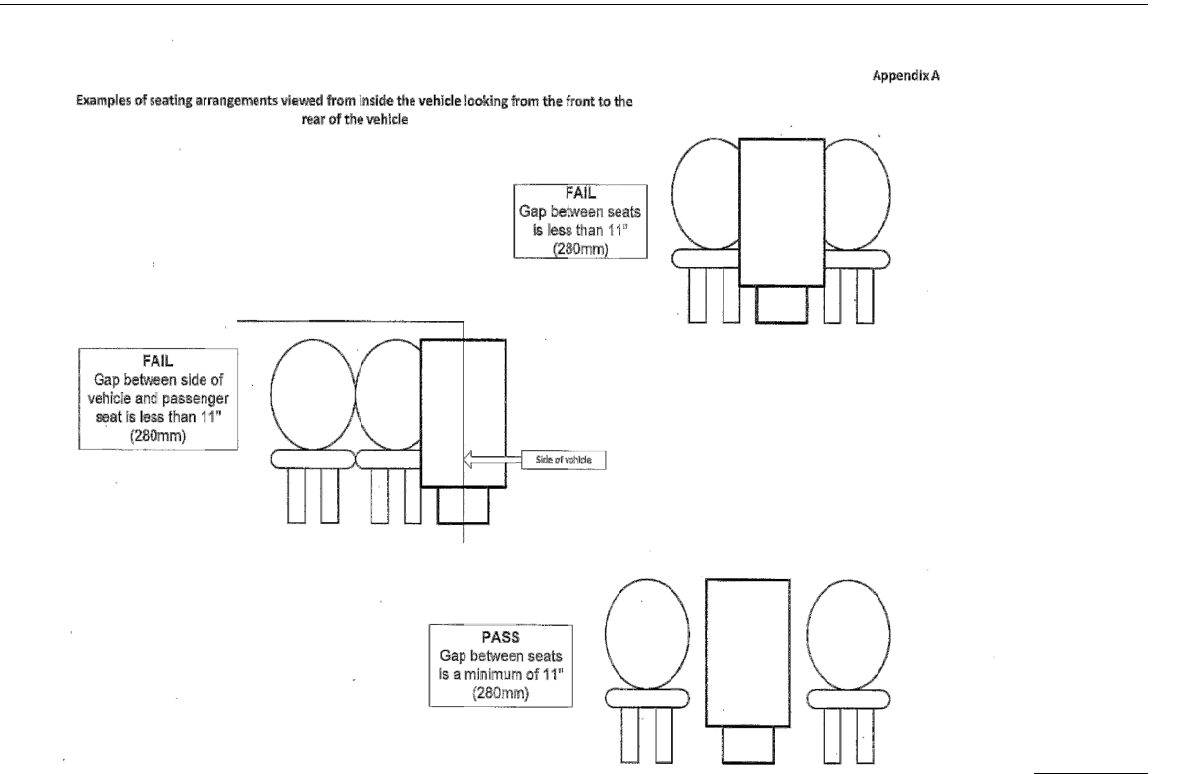 Appendix A
Examples of seating arrangements viewed from inside the vehicle looking from the front to the
rear of the vehicle
FAIL
Gap between seats
is less than 11"
(280mm)
FAIL
Gap between side of
vehicle and passenger
seat is less than 11"
(280mm)
Side of vehicle
PASS
Gap between seats
is a minimum of 11"
(280mm)